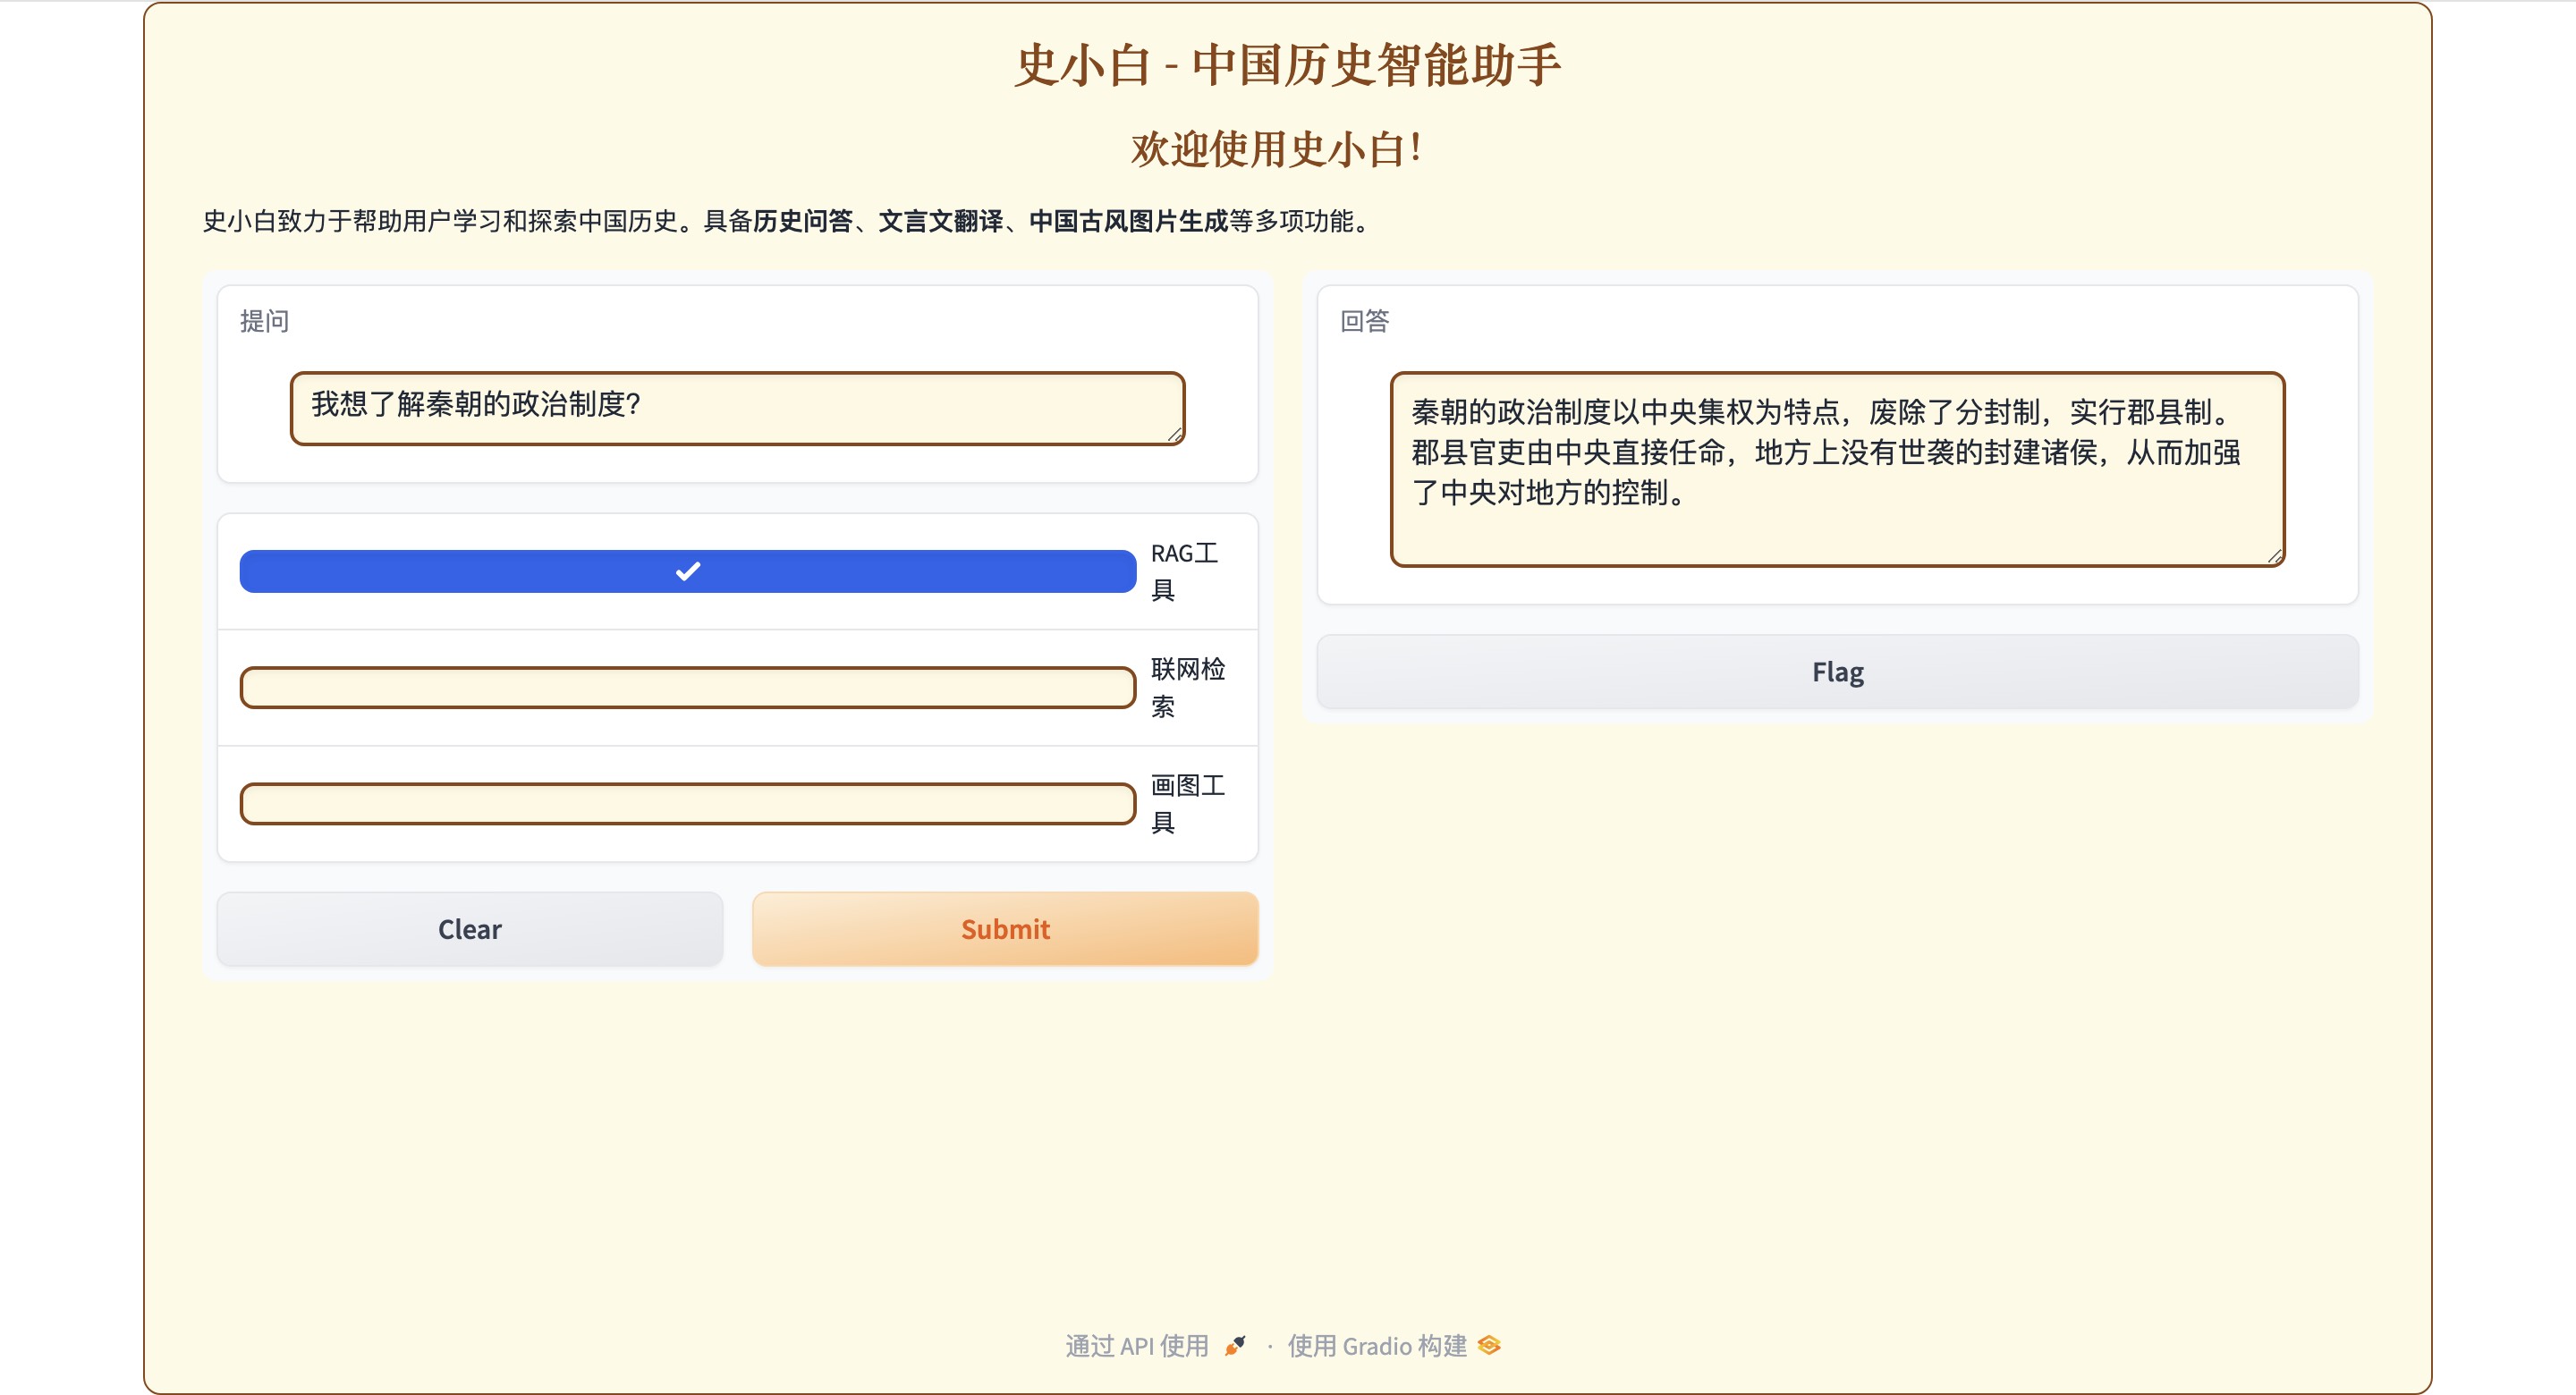 史小白 - 中国历史智能助手
欢迎使用史小白！
史小白致力于帮助用户学习和探索中国历史。具备历史问答、文言文翻译、中国古风图片生成等多项功能。
提问
我想了解秦朝的政治制度？
RAG工
具
联网检
索
画图工
具
Clear
Submit
回答
秦朝的政治制度以中央集权为特点，废除了分封制，实行郡县制。
郡县官吏由中央直接任命，地方上没有世袭的封建诸侯，从而加强
了中央对地方的控制。
Flag
通过 API 使用 · 使用 Gradio 构建